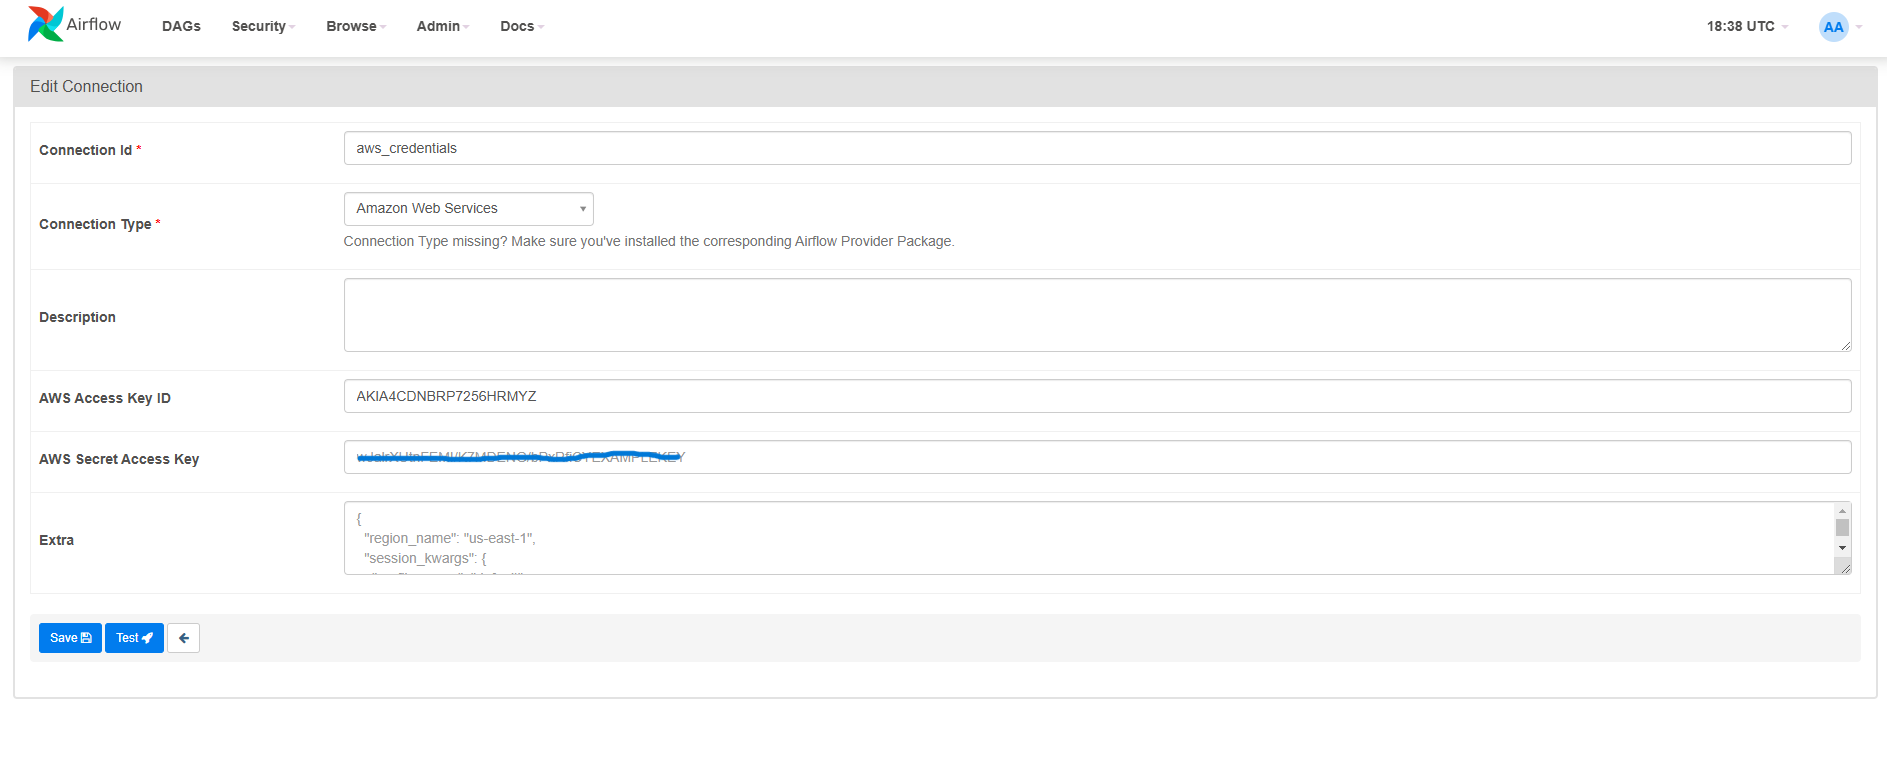 Airflow DAGs Security Browse Admin Docs 18:38 UTC AA
Edit Connection
Connection Id *
aws_credentials
Connection Type *
Amazon Web Services
Connection Type missing? Make sure you've installed the corresponding Airflow Provider Package.
Description
AWS Access Key ID
AKIA4CDNBRP7256HRMYZ
AWS Secret Access Key
Extra
{
"region_name": "us-east-1",
"session_kwargs": {
Save Test